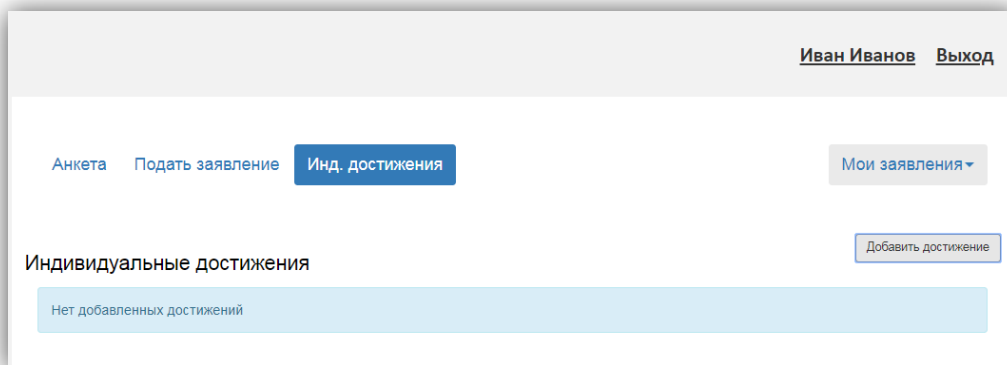 Иван Иванов Выход
Анкета Подать заявление Инд. достижения Мои заявления
Добавить достижение
Индивидуальные достижения
Нет добавленных достижений